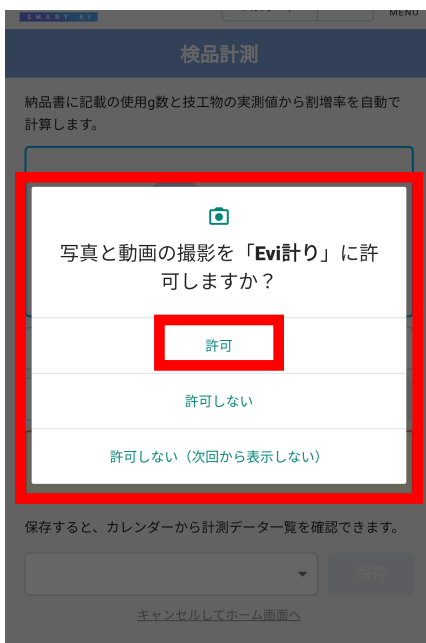 SMART AI
MENU
検品計測
納品書に記載の使用g数と技工物の実測値から割増率を自動で
計算します。
写真と動画の撮影を「Evi計り」に許
可しますか？
許可
許可しない
許可しない（次回から表示しない）
保存すると、カレンダーから計測データ一覧を確認できます。
保存
キャンセルしてホーム画面へ